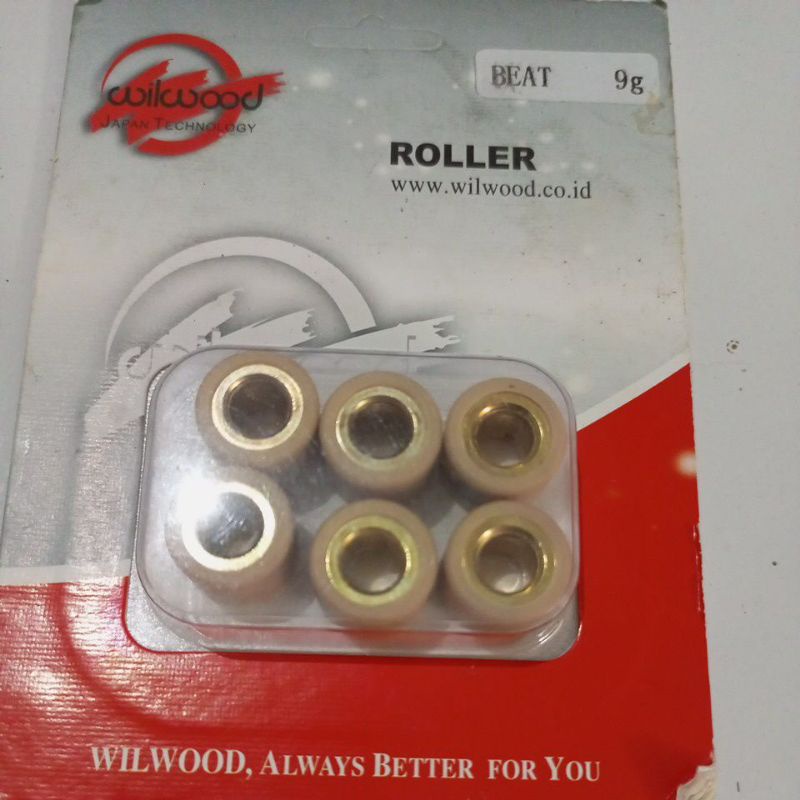 wilwood
JAPAN TECHNOLOGY
BEAT 9g
ROLLER
www.wilwood.co.id
WILWOOD, ALWAYS BETTER FOR YOU